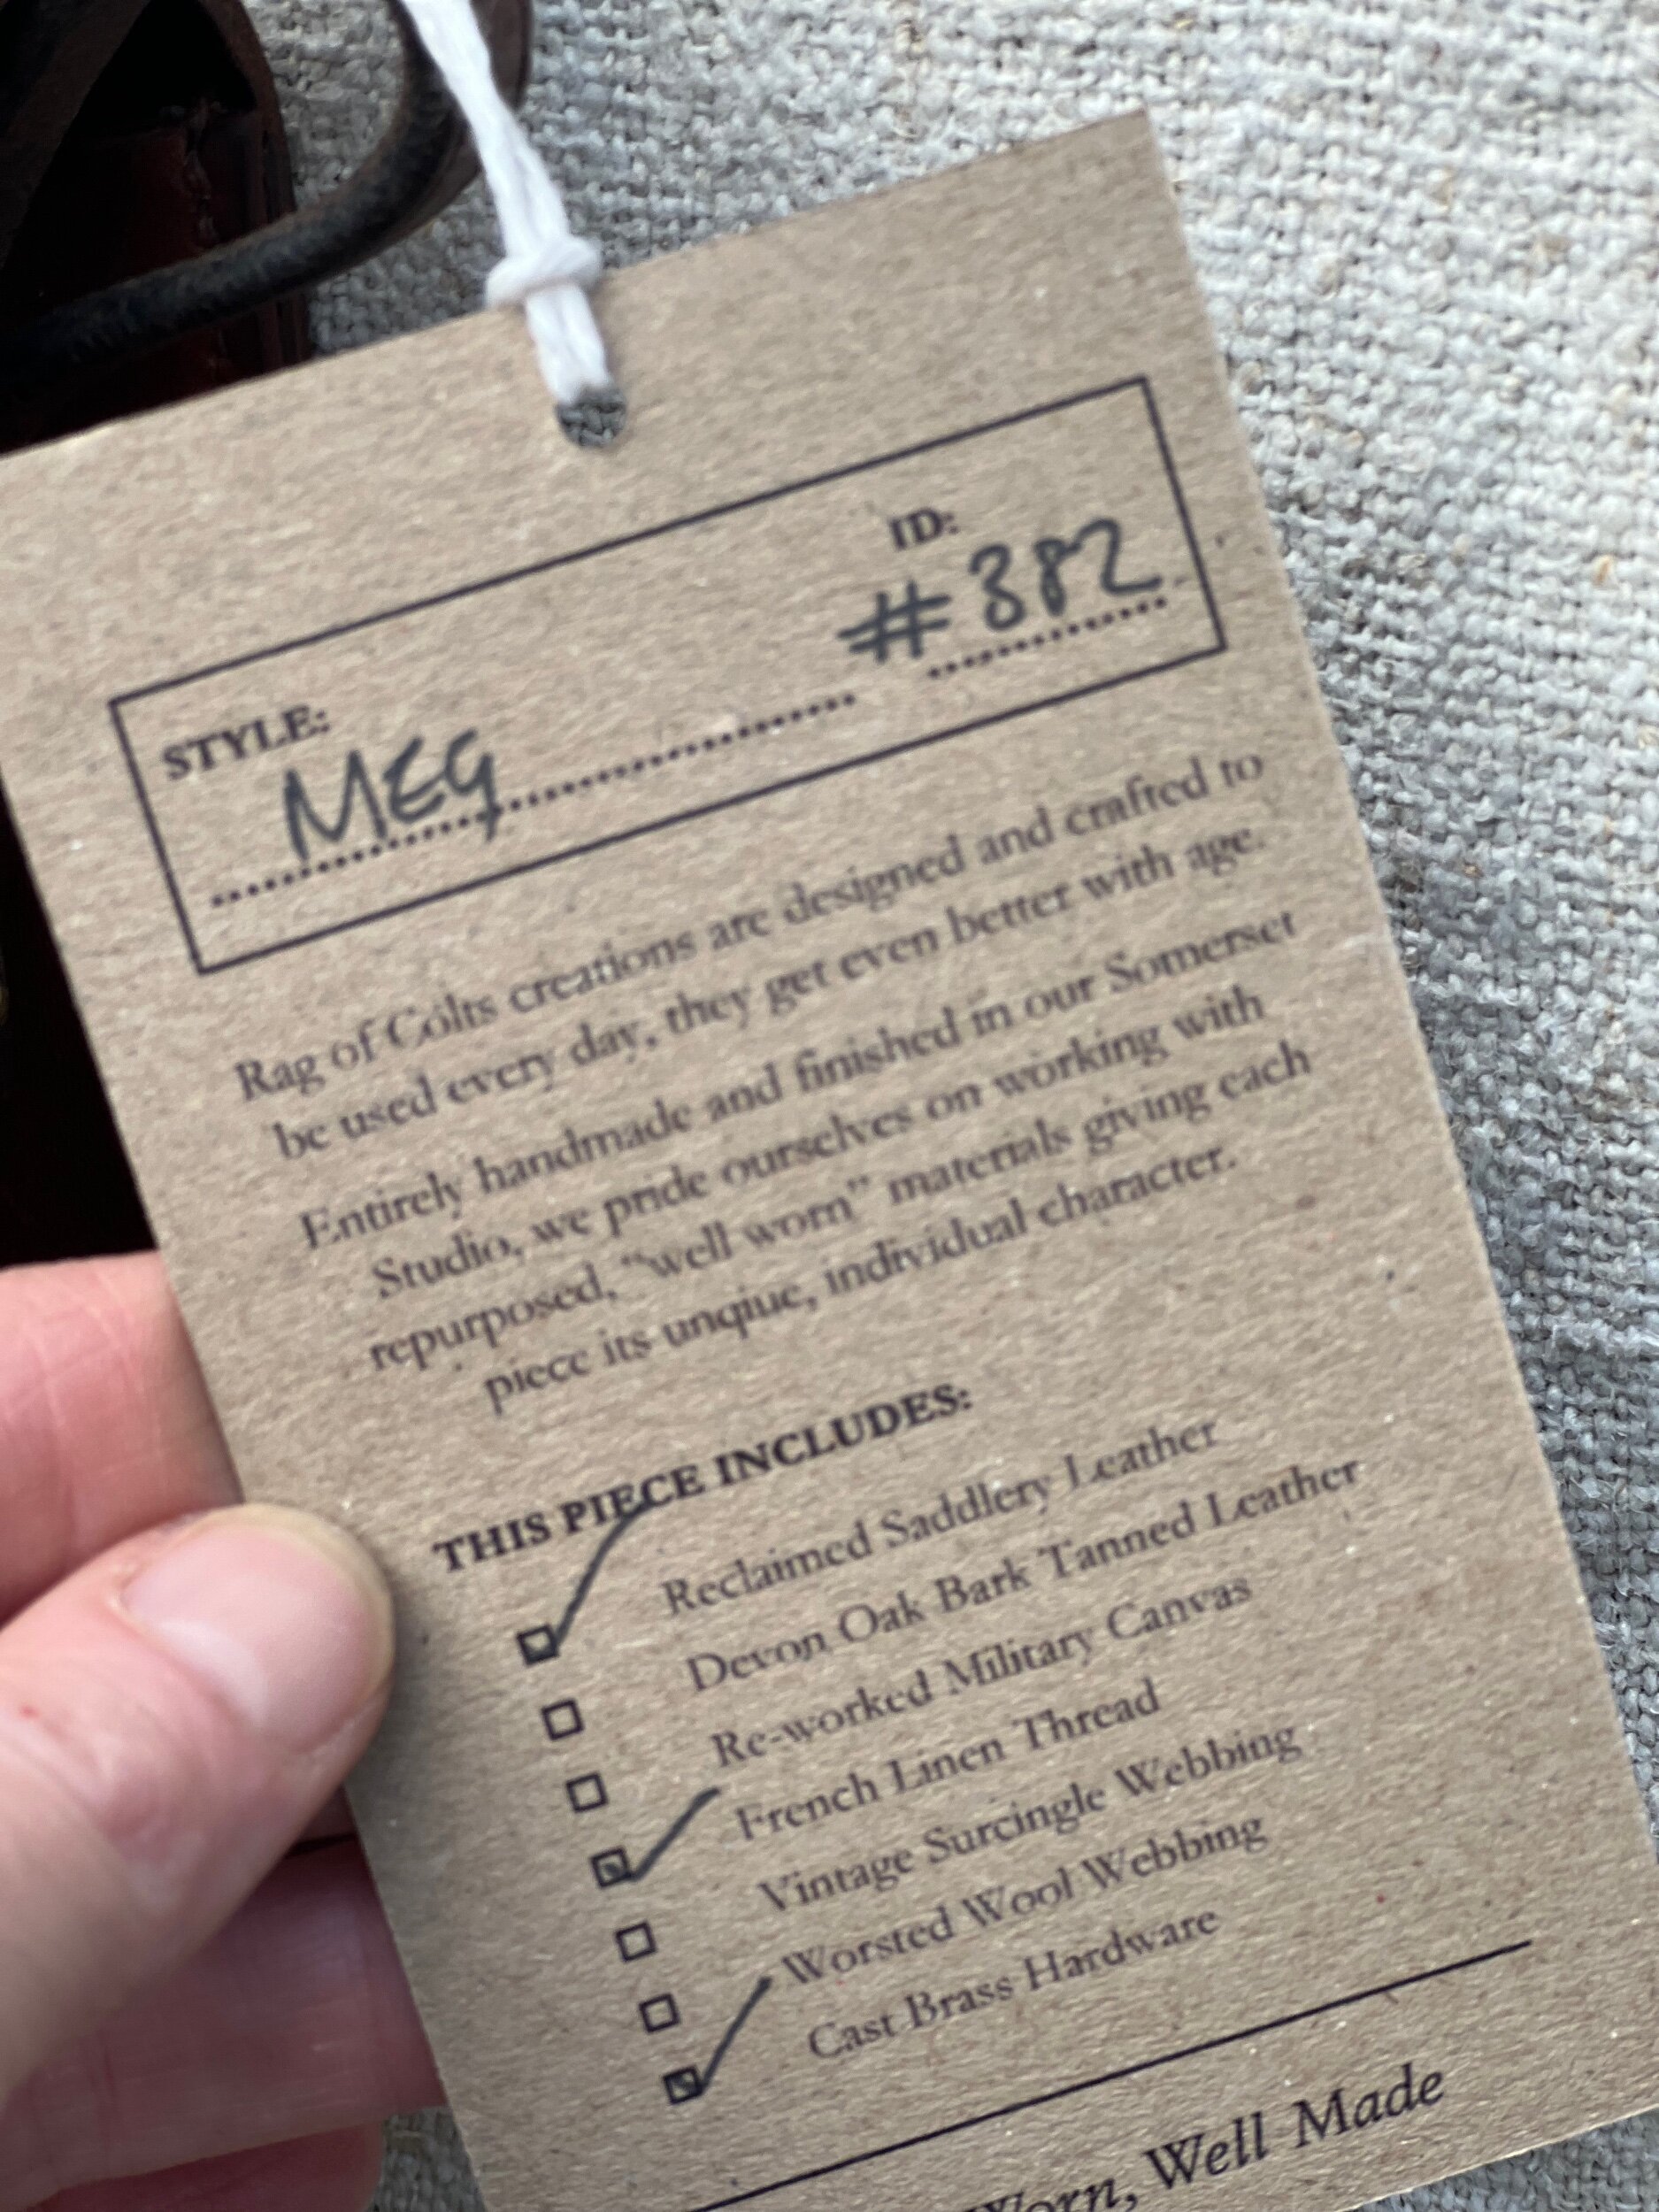 STYLE:
MEG
ID:
#382
Rag of Colts creations are designed and crafted to
be used every day, they get even better with age.
Entirely handmade and finished in our Somerset
Studio, we pride ourselves on working with
repurposed, "well worn" materials giving each
piece its unqiue, individual character.
THIS PIECE INCLUDES:
Reclaimed Saddlery Leather
Devon Oak Bark Tanned Leather
Re-worked Military Canvas
French Linen Thread
Vintage Surcingle Webbing
Worsted Wool Webbing
Cast Brass Hardware
Worn, Well Made